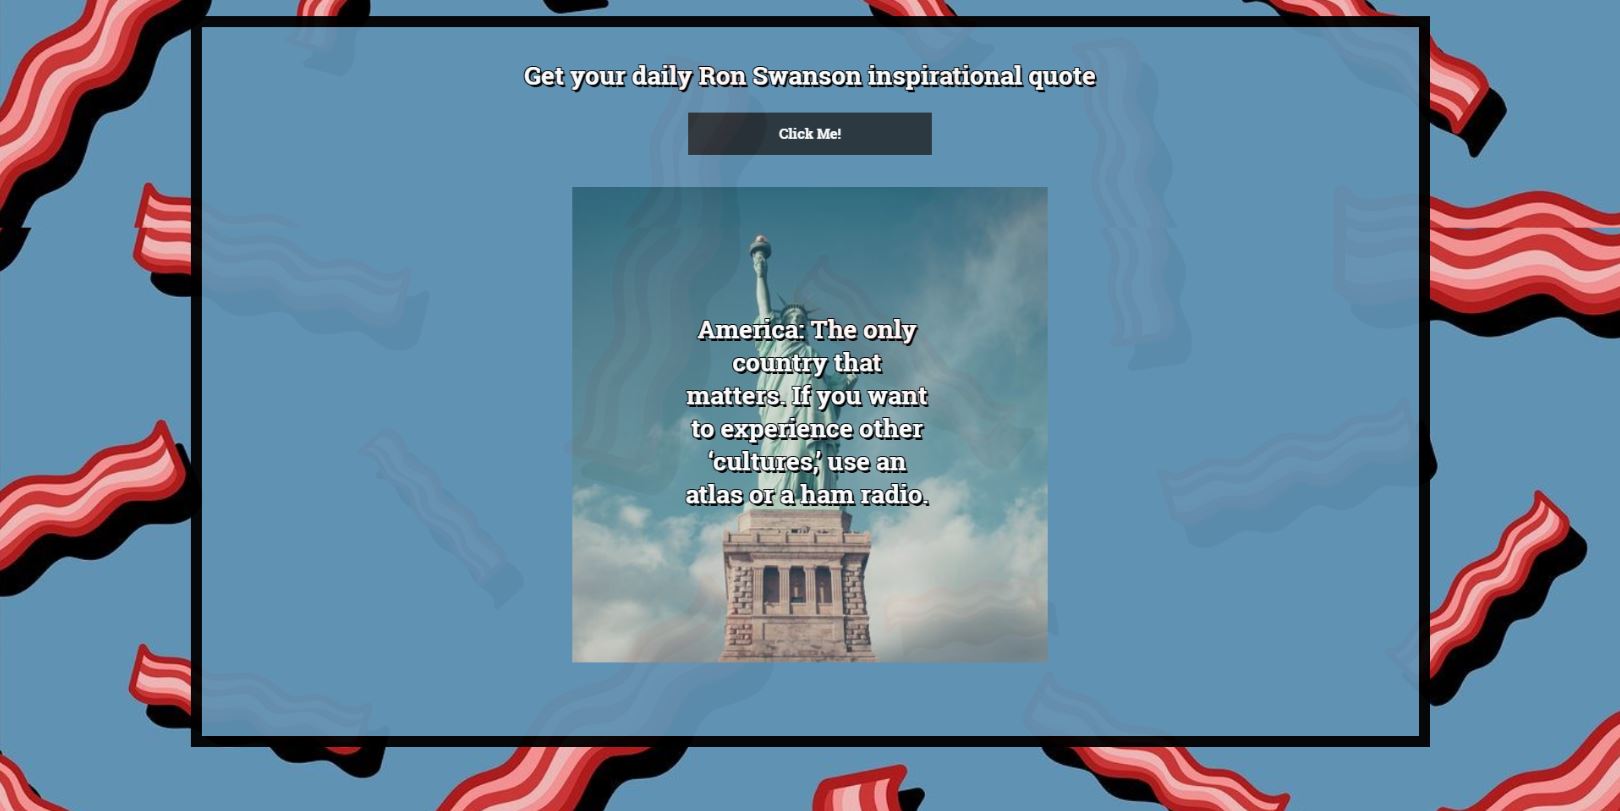 Get your daily Ron Swanson inspirational quote
Click Me!
America: The only
country that
matters. If you want
to experience other
‘cultures,’ use an
atlas or a ham radio.